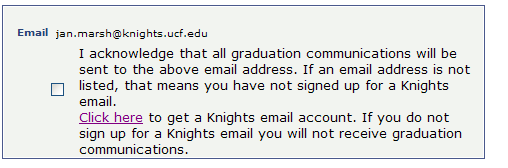 Email jan.marsh@knights.ucf.edu
I acknowledge that all graduation communications will be
sent to the above email address. If an email address is not
listed, that means you have not signed up for a Knights
email.
Click here to get a Knights email account. If you do not
sign up for a Knights email you will not receive graduation
communications.